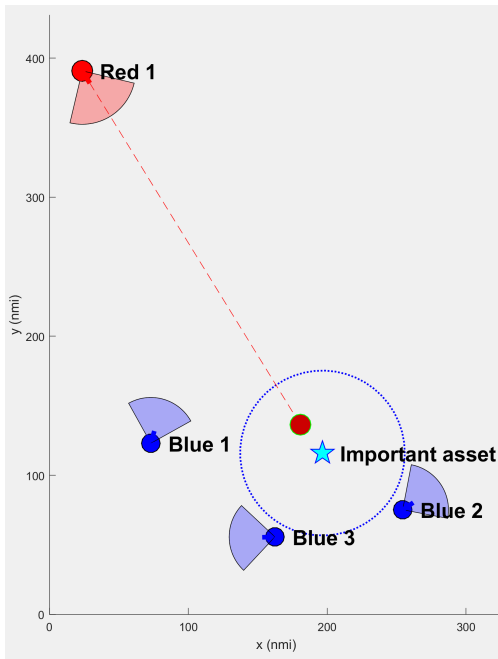 400
Red 1
300
y (nmi)
200
Blue 1
Important asset
100
Blue 2
Blue 3
0
0
100
200
300
x (nmi)